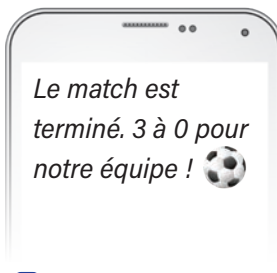 Le match est
terminé. 3 à 0 pour
notre équipe ! ⚽